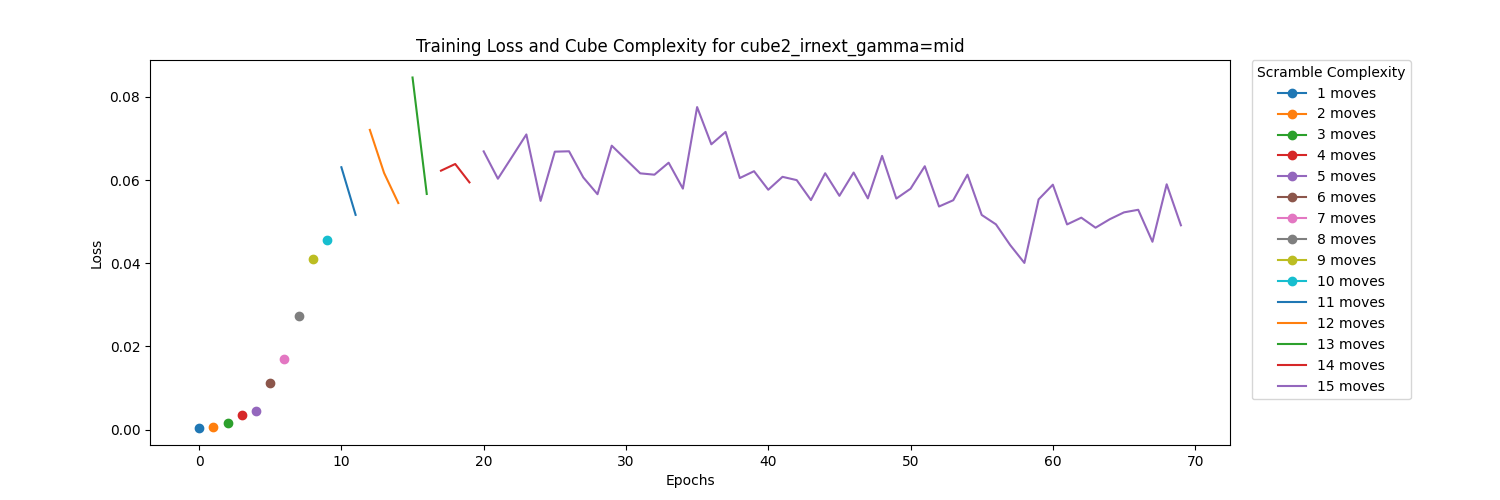 Training Loss and Cube Complexity for cube2_irnext_gamma=mid
Loss
0.08
0.06
0.04
0.02
0.00
0
10
20
30
40
50
60
70
Epochs
Scramble Complexity
1 moves
2 moves
3 moves
4 moves
5 moves
6 moves
7 moves
8 moves
9 moves
10 moves
11 moves
12 moves
13 moves
14 moves
15 moves